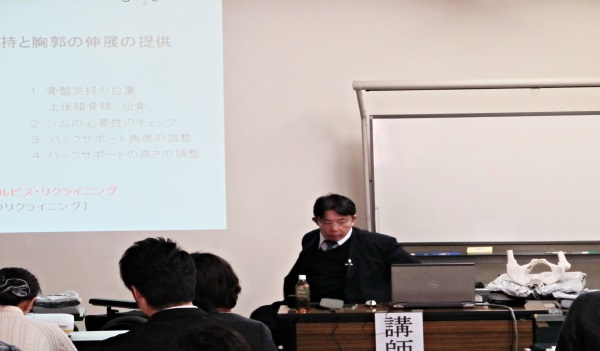 持と胸郭の伸展の提供
1 骨盤支持の位置
上後腸骨棘 仙骨
2 シムの必要性のチェック
3. バックサポート角度の調整
4. バックサポートの高さの調整
ルビス・リクライニング
のリクライニング)
講師